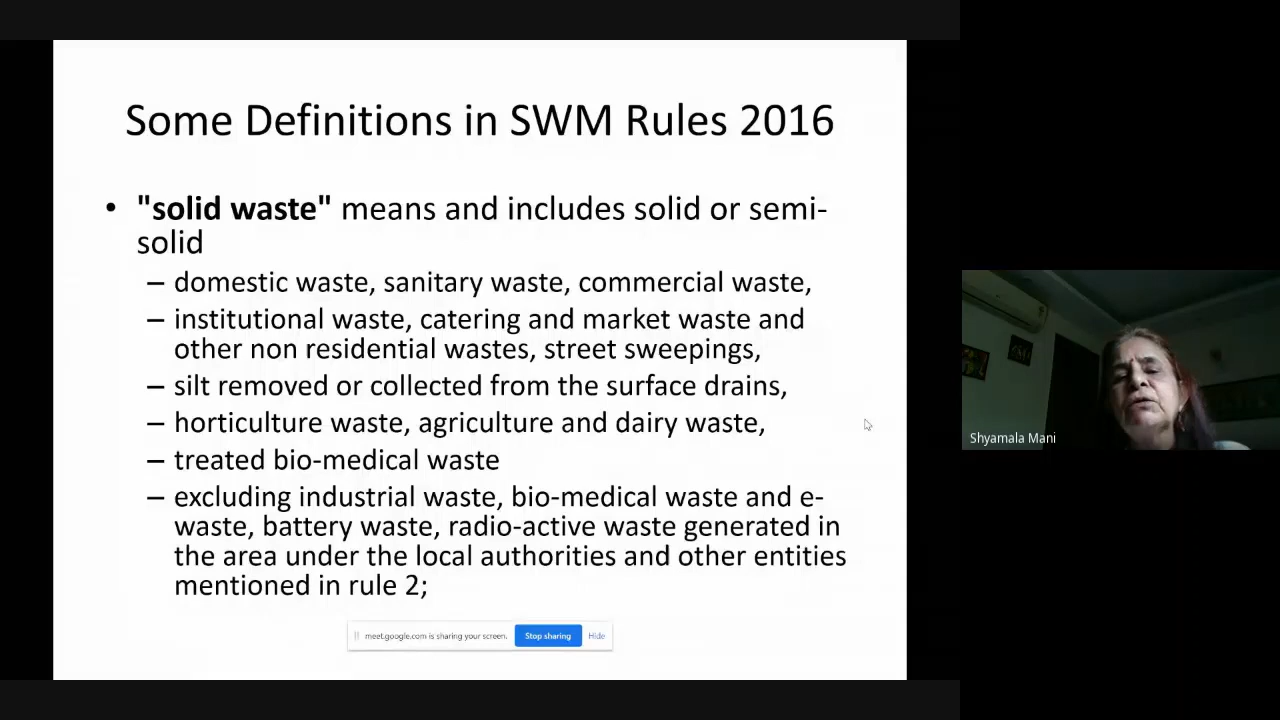 Some Definitions in SWM Rules 2016
• "solid waste" means and includes solid or semi-
solid
– domestic waste, sanitary waste, commercial waste,
– institutional waste, catering and market waste and
other non residential wastes, street sweepings,
– silt removed or collected from the surface drains,
– horticulture waste, agriculture and dairy waste,
– treated bio-medical waste
– excluding industrial waste, bio-medical waste and e-
waste, battery waste, radio-active waste generated in
the area under the local authorities and other entities
mentioned in rule 2;
meet.google.com is sharing your screen. Stop sharing Hide
Shyamala Mani